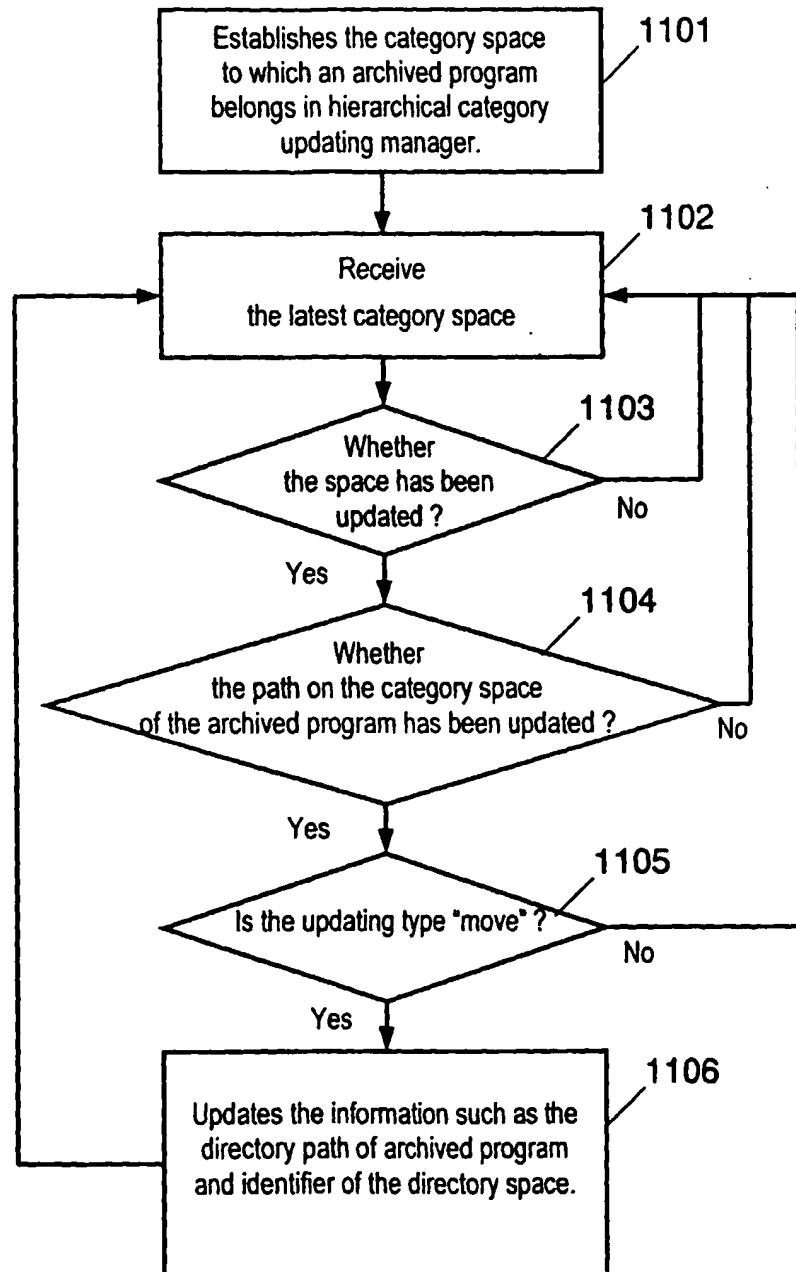 1101
Establishes the category space
to which an archived program
belongs in hierarchical category
updating manager.
1102
Receive
the latest category space
1103
Whether
the space has been
updated ?
No
Yes
1104
Whether
the path on the category space
of the archived program has been updated ?
No
Yes
1105
Is the updating type "move" ?
No
Yes
1106
Updates the information such as the
directory path of archived program
and identifier of the directory space.